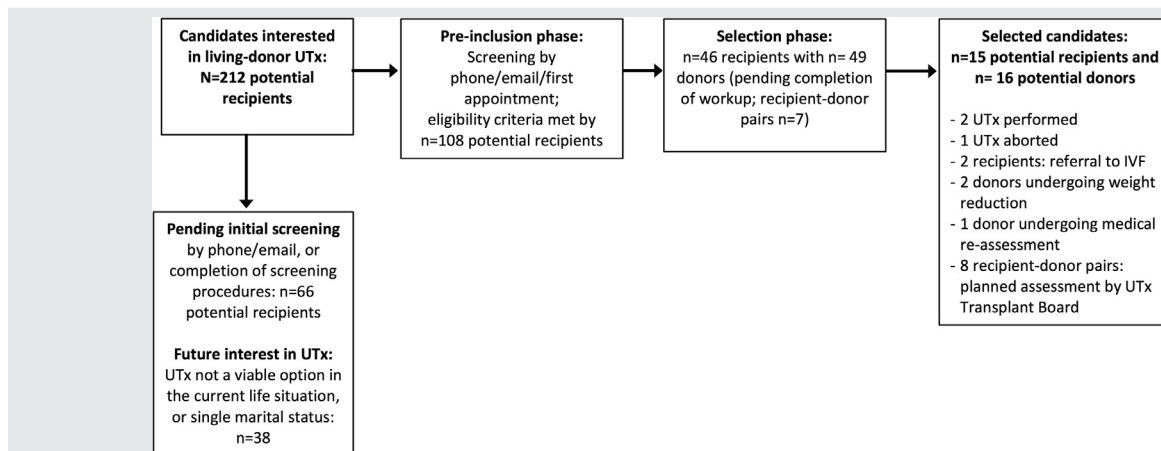 Candidates interested
in living-donor UTx:
N=212 potential
recipients
Pre-inclusion phase:
Screening by
phone/email/first
appointment;
eligibility criteria met by
n=108 potential recipients
Selection phase:
n=46 recipients with n= 49
donors (pending completion
of workup; recipient-donor
pairs n=7)
Selected candidates:
n=15 potential recipients and
n= 16 potential donors
- 2 UTx performed
- 1 UTx aborted
- 2 recipients: referral to IVF
- 2 donors undergoing weight
reduction
- 1 donor undergoing medical
re-assessment
- 8 recipient-donor pairs:
planned assessment by UTx
Transplant Board
Pending initial screening
by phone/email, or
completion of screening
procedures: n=66
potential recipients
Future interest in UTx:
UTx not a viable option in
the current life situation,
or single marital status:
n=38